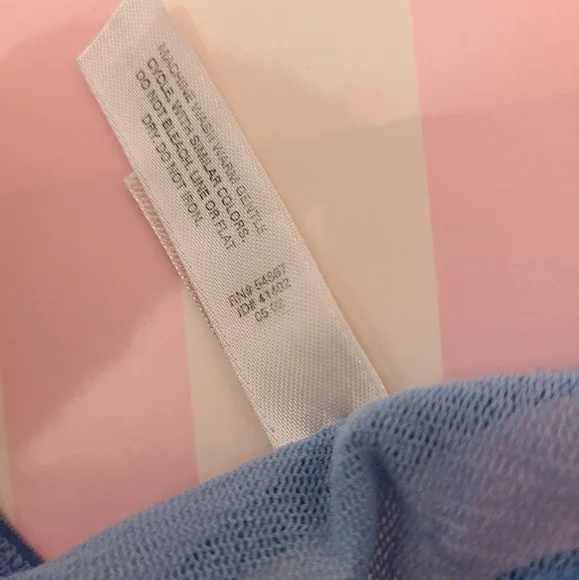 MACHINE WASH WARM GENTLE
CYCLE WITH SIMILAR COLORS.
DO NOT BLEACH. LINE OR FLAT
DRY. DO NOT IRON.
RN# 54867
ID# 41402
05